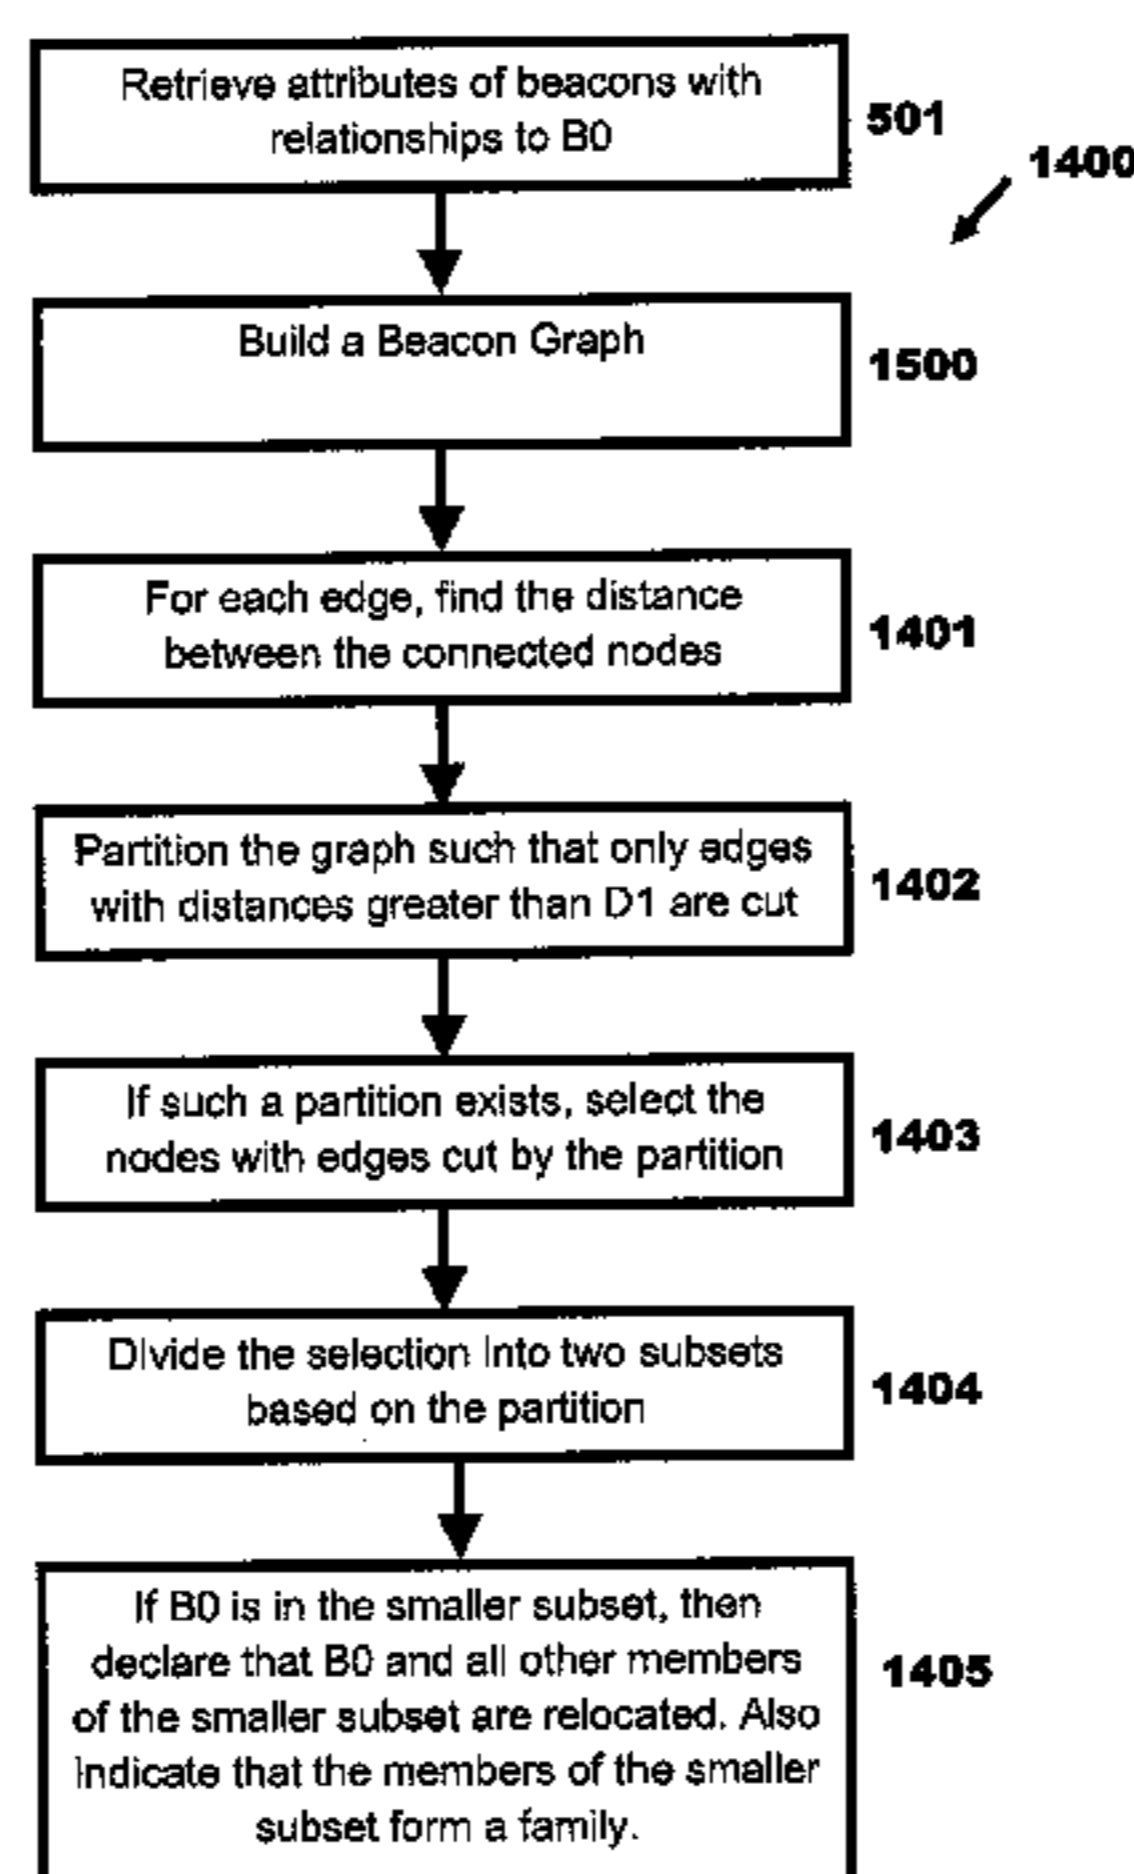 Retrieve attributes of beacons with
relationships to B0
501
1400
Build a Beacon Graph
1500
For each edge, find the distance
between the connected nodes
1401
Partition the graph such that only edges
with distances greater than D1 are cut
1402
If such a partition exists, select the
nodes with edges cut by the partition
1403
Divide the selection into two subsets
based on the partition
1404
If B0 is in the smaller subset, then
declare that B0 and all other members
of the smaller subset are relocated. Also
indicate that the members of the smaller
subset form a family.
1405